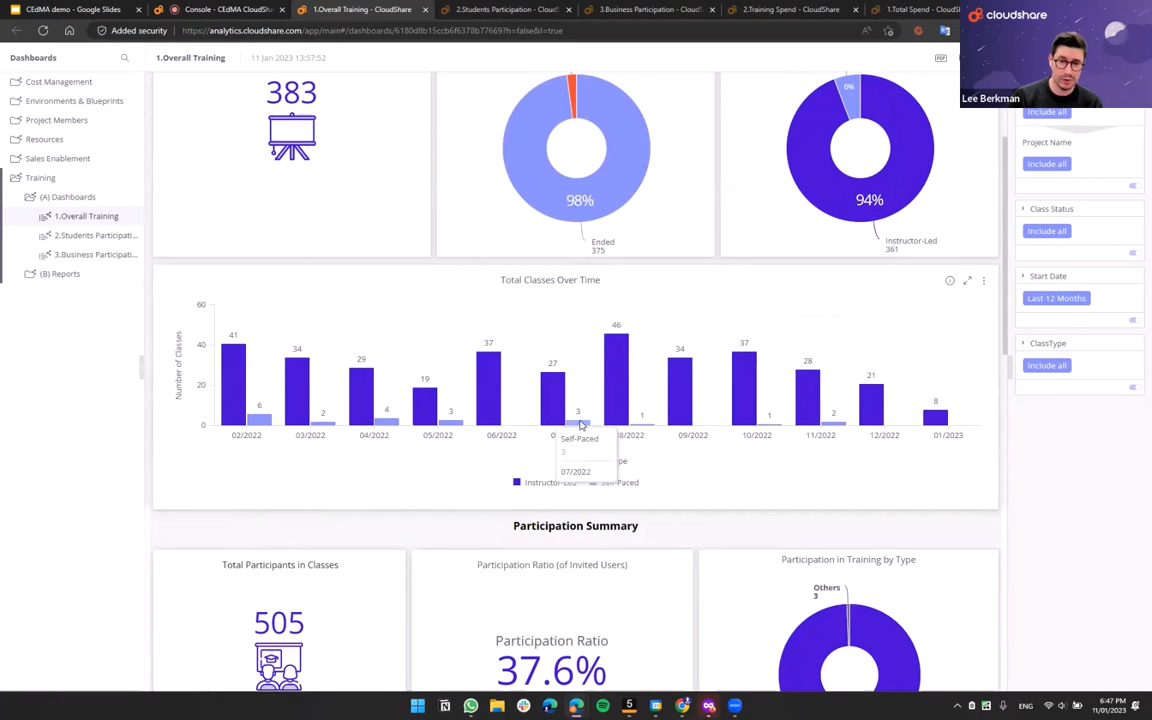 CEdMA demo - Google Slides
Console - CEdMA CloudSha
1.Overall Training - CloudShare
2.Students Participation - Cloud
3.Business Participation - Cloud
2.Training Spend - CloudShare
1.Total Spend - CloudSh
cloudshare
Lee Berkman
Added security
https://analytics.cloudshare.com/app/main#/dashboards/6180d8b15ccb6f6378b77669?h=false&l=true
Dashboards
Cost Management
Environments & Blueprints
Project Members
Resources
Sales Enablement
Training
(A) Dashboards
1.Overall Training
2.Students Participati...
3.Business Participati...
(B) Reports
1.Overall Training
11 Jan 2023 - 13:57:52
PDF
383
98%
Ended
375
6%
94%
Instructor-Led
361
Total Classes Over Time
Number of Classes
60
40
20
0
41
6
34
2
29
4
19
3
37
27
3
46
1
34
37
1
28
2
21
8
02/2022
03/2022
04/2022
05/2022
06/2022
08/2022
09/2022
10/2022
11/2022
12/2022
01/2023
Self-Paced
3
07/2022
Instructor-Led
Self-Paced
Participation Summary
Total Participants in Classes
505
Participation Ratio (of Invited Users)
Participation Ratio
37.6%
Participation in Training by Type
Others
3
Include all
Project Name
Include all
Class Status
Include all
Start Date
Last 12 Months
ClassType
Include all
ENG
6:47 PM
11/01/2023